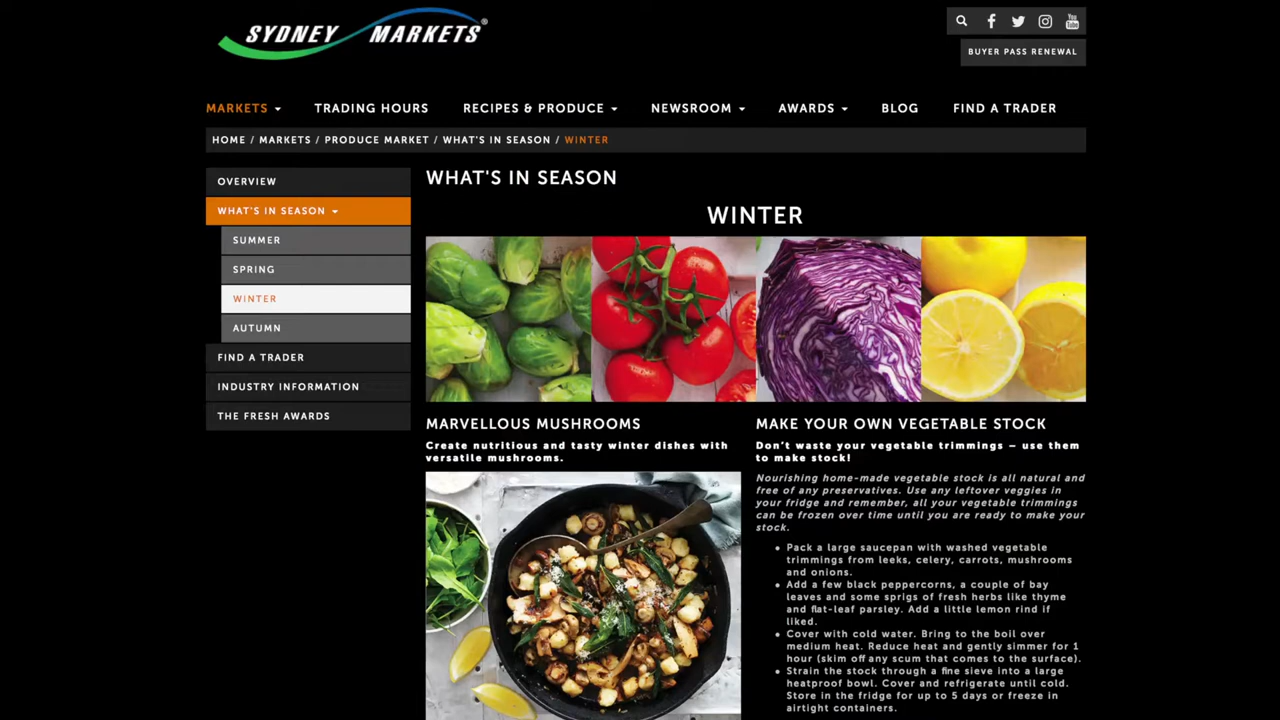 SYDNEY MARKETS®
BUYER PASS RENEWAL
MARKETS
TRADING HOURS
RECIPES & PRODUCE
NEWSROOM
AWARDS
BLOG
FIND A TRADER
HOME / MARKETS / PRODUCE MARKET / WHAT'S IN SEASON / WINTER
OVERVIEW
WHAT'S IN SEASON
SUMMER
SPRING
WINTER
AUTUMN
FIND A TRADER
INDUSTRY INFORMATION
THE FRESH AWARDS
WHAT'S IN SEASON
WINTER
MARVELLOUS MUSHROOMS
Create nutritious and tasty winter dishes with
versatile mushrooms.
MAKE YOUR OWN VEGETABLE STOCK
Don't waste your vegetable trimmings – use them
to make stock!
Nourishing home-made vegetable stock is all natural and
free of any preservatives. Use any leftover veggies in
your fridge and remember, all your vegetable trimmings
can be frozen over time until you are ready to make your
stock.
• Pack a large saucepan with washed vegetable
trimmings from leeks, celery, carrots, mushrooms
and onions.
• Add a few black peppercorns, a couple of bay
leaves and some sprigs of fresh herbs like thyme
and flat-leaf parsley. Add a little lemon rind if
liked.
• Cover with cold water. Bring to the boil over
medium heat. Reduce heat and gently simmer for 1
hour (skim off any scum that comes to the surface).
• Strain the stock through a fine sieve into a large
heatproof bowl. Cover and refrigerate until cold.
Store in the fridge for up to 5 days or freeze in
airtight containers.